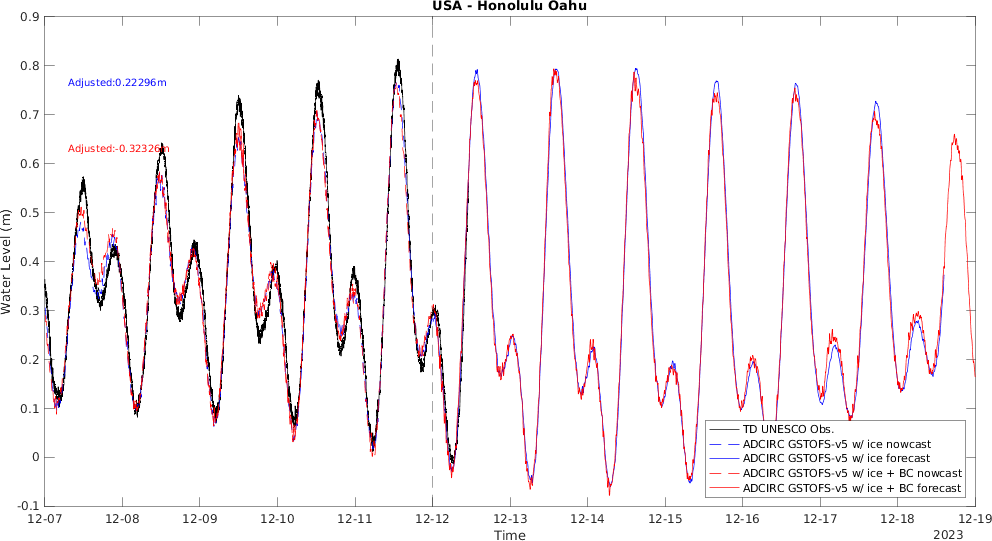 USA - Honolulu Oahu
0.9
0.8
0.7
0.6
0.5
0.4
0.3
0.2
0.1
0
-0.1
Water Level (m)
Adjusted:0.22296m
Adjusted:-0.32326m
TD UNESCO Obs.
ADCIRC GSTOFS-v5 w/ ice nowcast
ADCIRC GSTOFS-v5 w/ ice forecast
ADCIRC GSTOFS-v5 w/ ice + BC nowcast
ADCIRC GSTOFS-v5 w/ ice + BC forecast
12-07 12-08 12-09 12-10 12-11 12-12 12-13 12-14 12-15 12-16 12-17 12-18 12-19
Time
2023